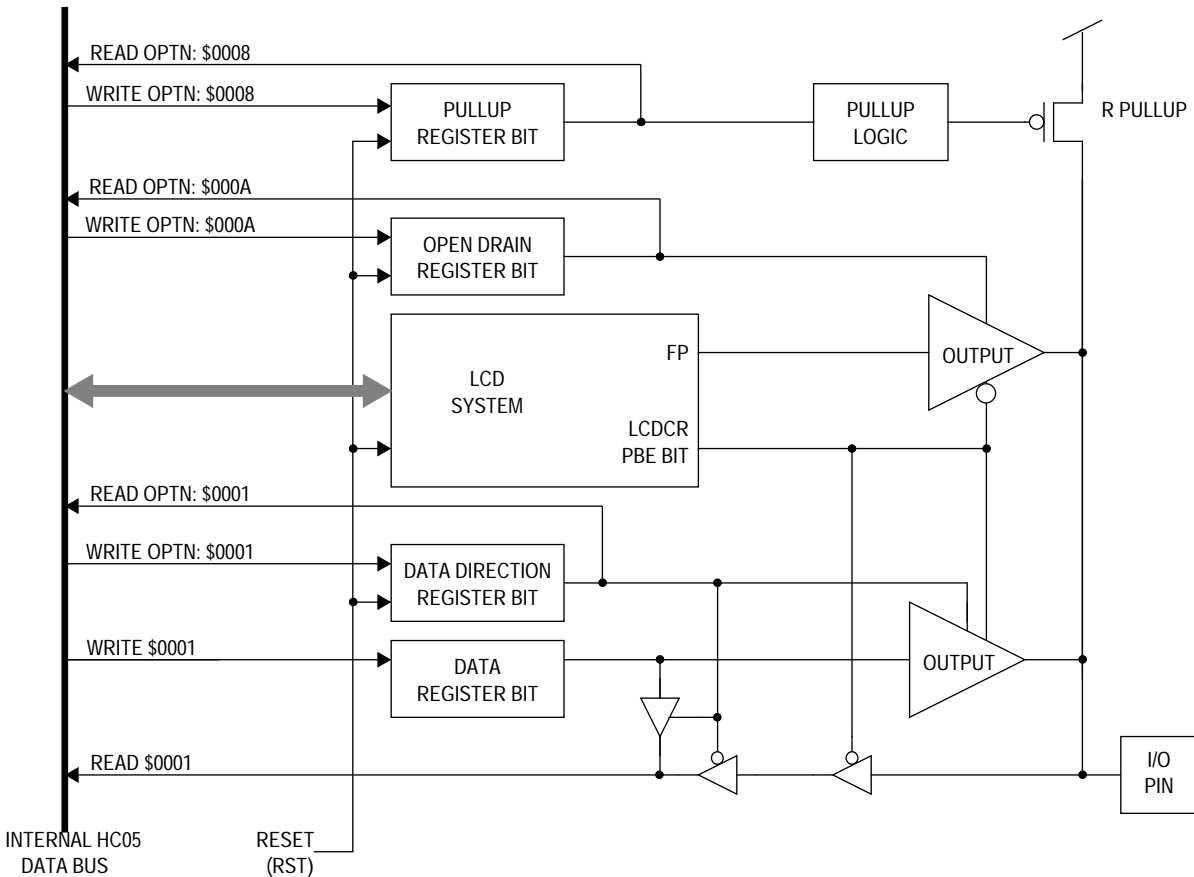 READ OPTN: $0008
WRITE OPTN: $0008
PULLUP
REGISTER BIT
PULLUP
LOGIC
R PULLUP
READ OPTN: $000A
WRITE OPTN: $000A
OPEN DRAIN
REGISTER BIT
FP
OUTPUT
LCD
SYSTEM
LCDCR
PBE BIT
READ OPTN: $0001
WRITE OPTN: $0001
DATA DIRECTION
REGISTER BIT
WRITE $0001
DATA
REGISTER BIT
OUTPUT
READ $0001
I/O
PIN
INTERNAL HC05
DATA BUS
RESET
(RST)